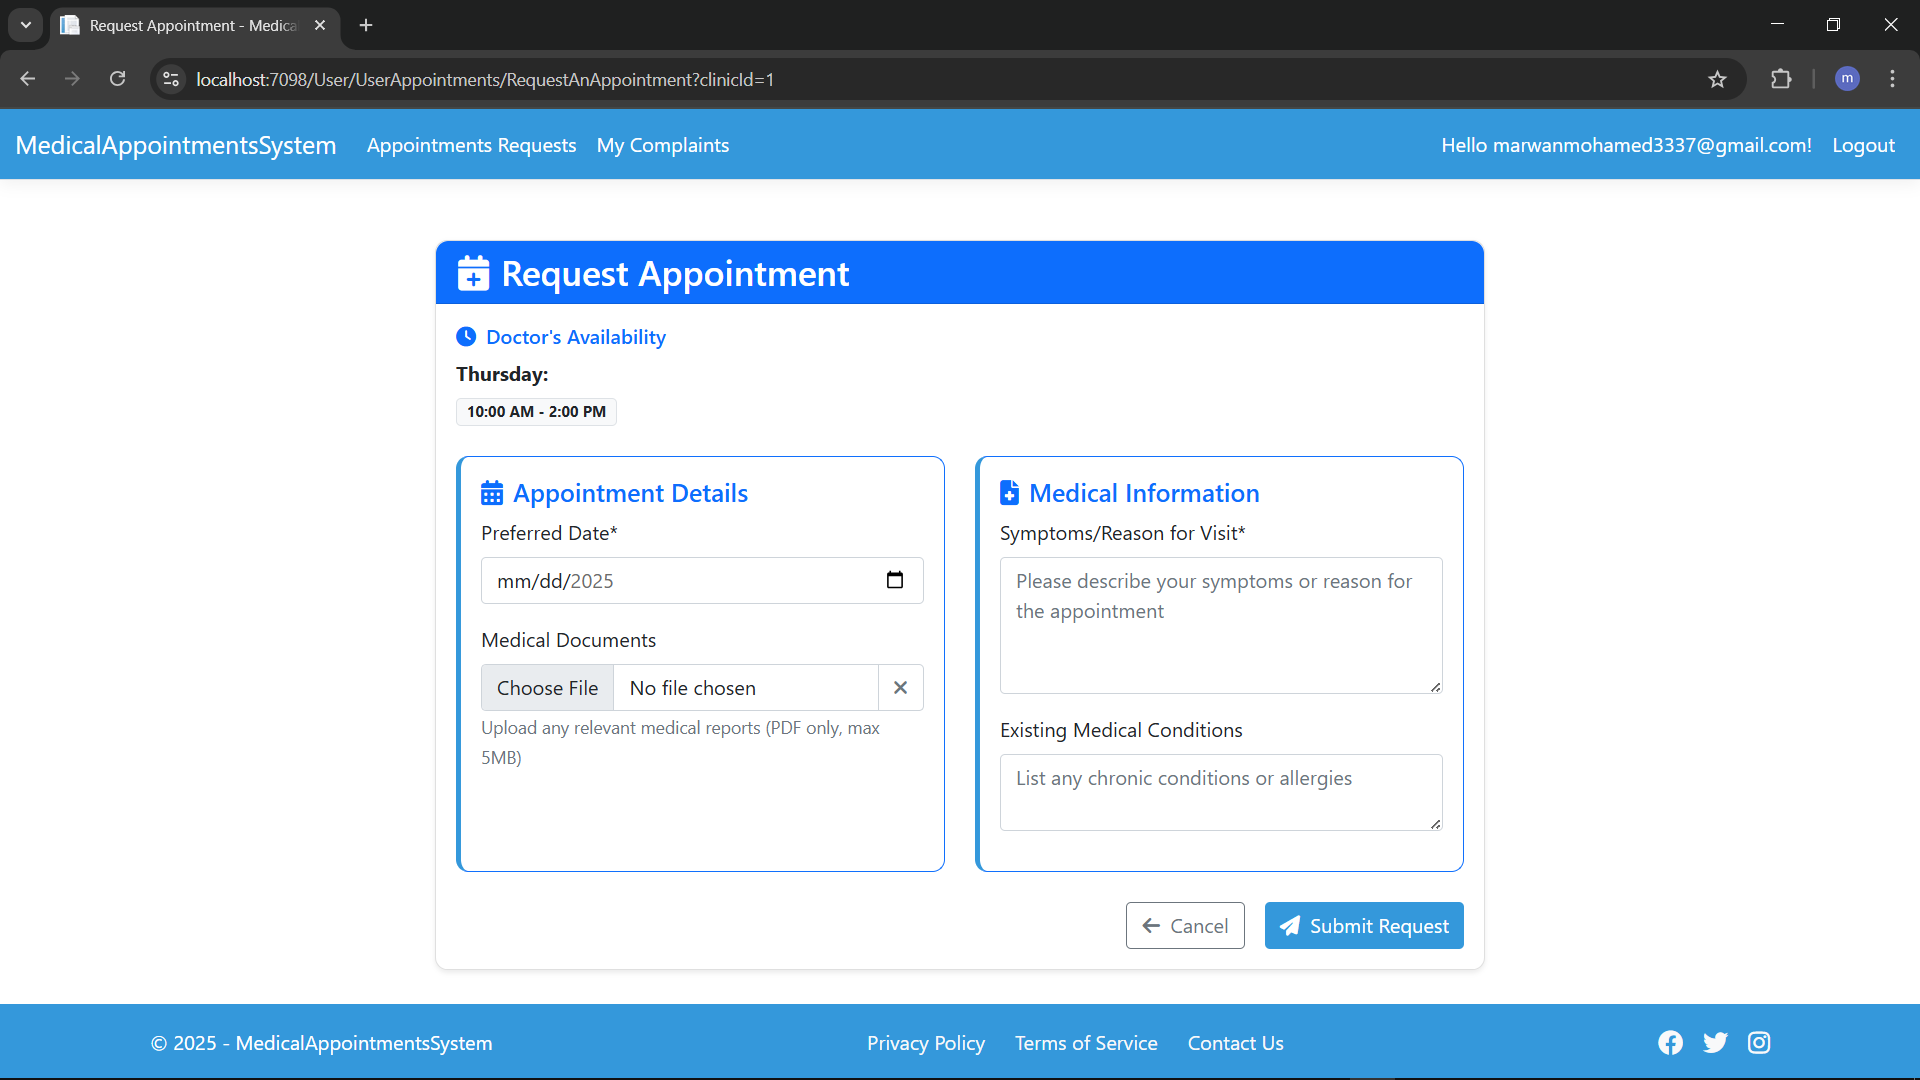 Request Appointment - Medica
localhost:7098/User/UserAppointments/RequestAnAppointment?clinicId=1
m
MedicalAppointmentsSystem
Appointments Requests
My Complaints
Hello marwanmohamed3337@gmail.com!
Logout
Request Appointment
Doctor's Availability
Thursday:
10:00 AM - 2:00 PM
Appointment Details
Preferred Date*
mm/dd/2025
Medical Documents
Choose File
No file chosen
Upload any relevant medical reports (PDF only, max
5MB)
Medical Information
Symptoms/Reason for Visit*
Please describe your symptoms or reason for
the appointment
Existing Medical Conditions
List any chronic conditions or allergies
Cancel
Submit Request
© 2025 - MedicalAppointmentsSystem
Privacy Policy
Terms of Service
Contact Us